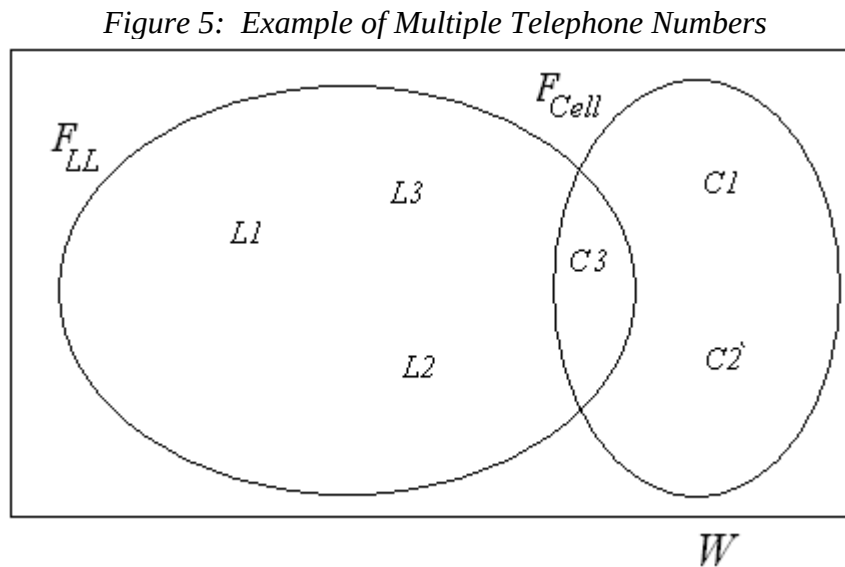 Figure 5: Example of Multiple Telephone Numbers
F_Cell
F_LL
C1
L3
L1
C3
L2
C2`
W